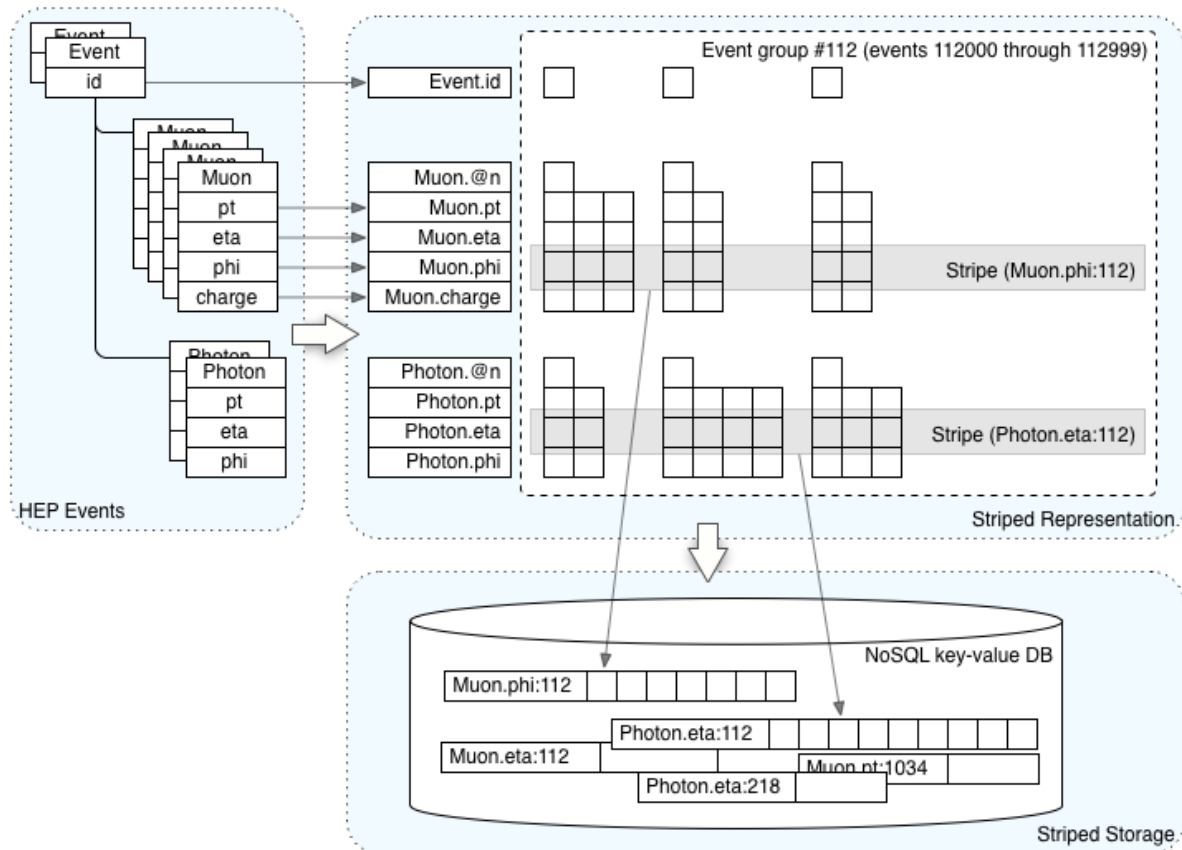 Event
Event
id
Muon
Muon
Muon
Muon
pt
eta
phi
charge
Photon
Photon
pt
eta
phi
HEP Events
Event.id
Muon.@n
Muon.pt
Muon.eta
Muon.phi
Muon.charge
Photon.@n
Photon.pt
Photon.eta
Photon.phi
Event group #112 (events 112000 through 112999)
Stripe (Muon.phi:112)
Stripe (Photon.eta:112)
Striped Representation
NoSQL key-value DB
Muon.phi:112
Photon.eta:112
Muon.eta:112
Muon.pt:1034
Photon.eta:218
Striped Storage